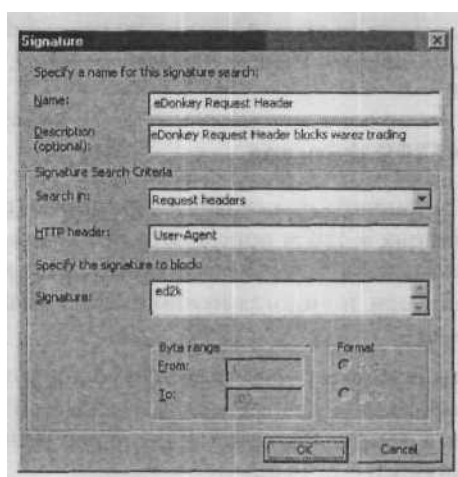 Signature
Specify a name for this signature search:
Name: eDonkey Request Header
Description (optional): eDonkey Request Header blocks warez trading
Signature Search Criteria
Search in: Request headers
HTTP header: User-Agent
Specify the signature to block:
Signature: ed2k
Byte range
Format
From:
To:
OK Cancel